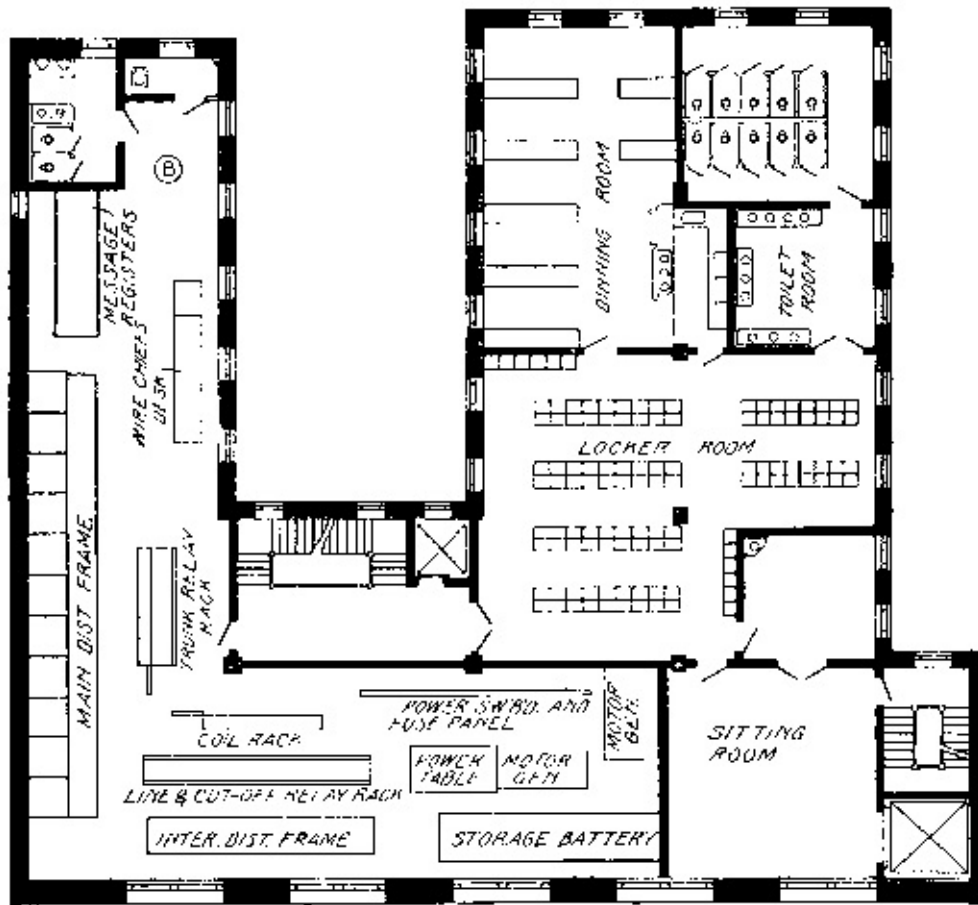 B
MESSAGE
REGISTERS
WIRE CHIEFS
DESK
MAIN DIST FRAME
TRUNK RELAY
RACK
DINING ROOM
TOILET
ROOM
LOCKER ROOM
POWER SW'BD. AND
FUSE PANEL
MOTOR
GEN.
COIL RACK
POWER
TABLE
MOTOR
GEN
LINE & CUT-OFF RELAY RACK
INTER. DIST. FRAME
STORAGE BATTERY
SITTING
ROOM